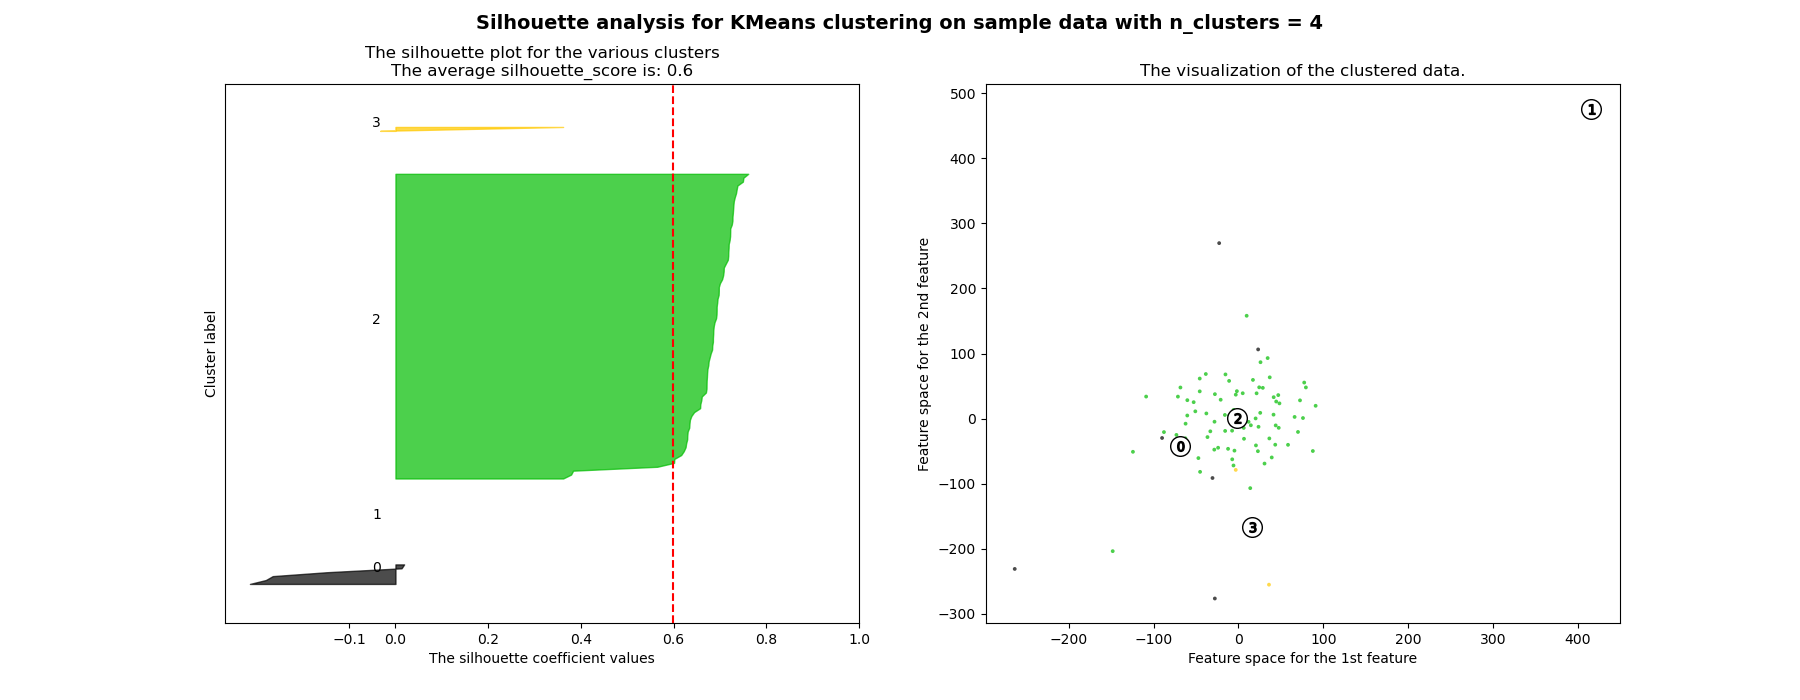 Silhouette analysis for KMeans clustering on sample data with n_clusters = 4
The silhouette plot for the various clusters
The average silhouette_score is: 0.6
3
2
1
0
Cluster label
−0.1 0.0 0.2 0.4 0.6 0.8 1.0
The silhouette coefficient values
The visualization of the clustered data.
500
400
300
200
100
0
−100
−200
−300
Feature space for the 2nd feature
1
2
0
3
−200 −100 0 100 200 300 400
Feature space for the 1st feature